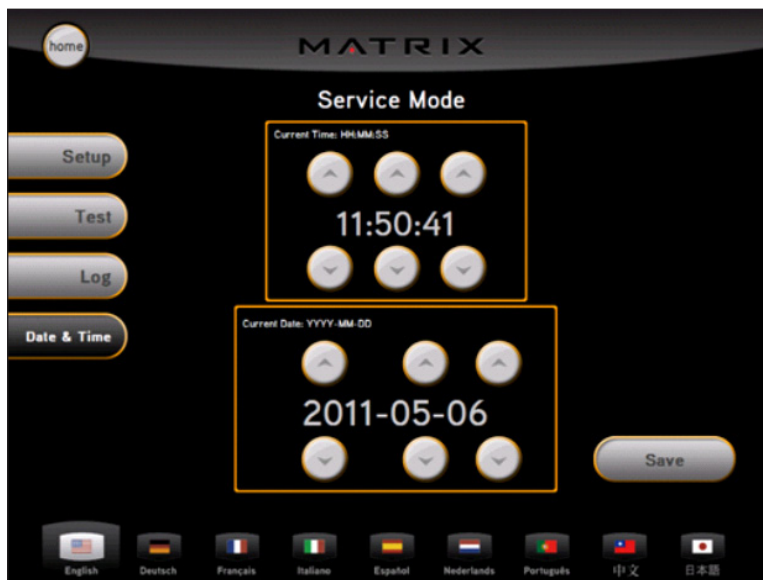 home
MATRIX
Service Mode
Current Time: HH:MM:SS
Setup
Test
11:50:41
Log
Current Date: YYYY-MM-DD
Date & Time
2011-05-06
Save
English Deutsch Français Italiano Español Nederlands Português 中文 日本語